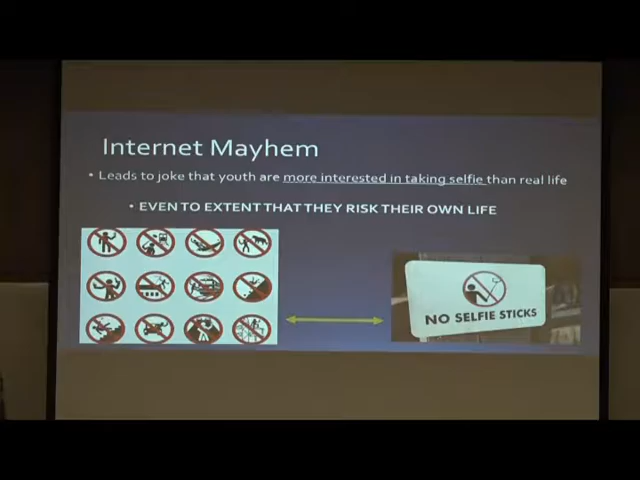 Internet Mayhem
• Leads to joke that youth are more interested in taking selfie than real life
• EVEN TO EXTENT THAT THEY RISK THEIR OWN LIFE
NO SELFIE STICKS